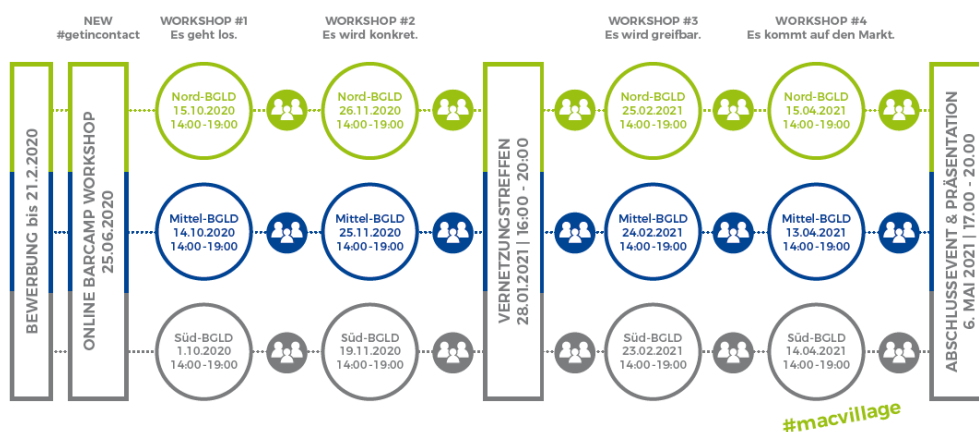 NEW
#getincontact
WORKSHOP #1
Es geht los.
WORKSHOP #2
Es wird konkret.
WORKSHOP #3
Es wird greifbar.
WORKSHOP #4
Es kommt auf den Markt.
BEWERBUNG bis 21.2.2020
ONLINE BARCAMP WORKSHOP
25.06.2020
Nord-BGLD
15.10.2020
14:00-19:00
Nord-BGLD
26.11.2020
14:00-19:00
Mittel-BGLD
14.10.2020
14:00-19:00
Mittel-BGLD
25.11.2020
14:00-19:00
Süd-BGLD
1.10.2020
14:00-19:00
Süd-BGLD
19.11.2020
14:00-19:00
VERNETZUNGSTREFFEN
28.01.2021 | 16:00 - 20:00
Nord-BGLD
25.02.2021
14:00-19:00
Nord-BGLD
15.04.2021
14:00-19:00
Mittel-BGLD
24.02.2021
14:00-19:00
Mittel-BGLD
13.04.2021
14:00-19:00
Süd-BGLD
23.02.2021
14:00-19:00
Süd-BGLD
14.04.2021
14:00-19:00
ABSCHLUSSEVENT & PRÄSENTATION
6. MAI 2021 | 17.00 - 20.00
#macvillage